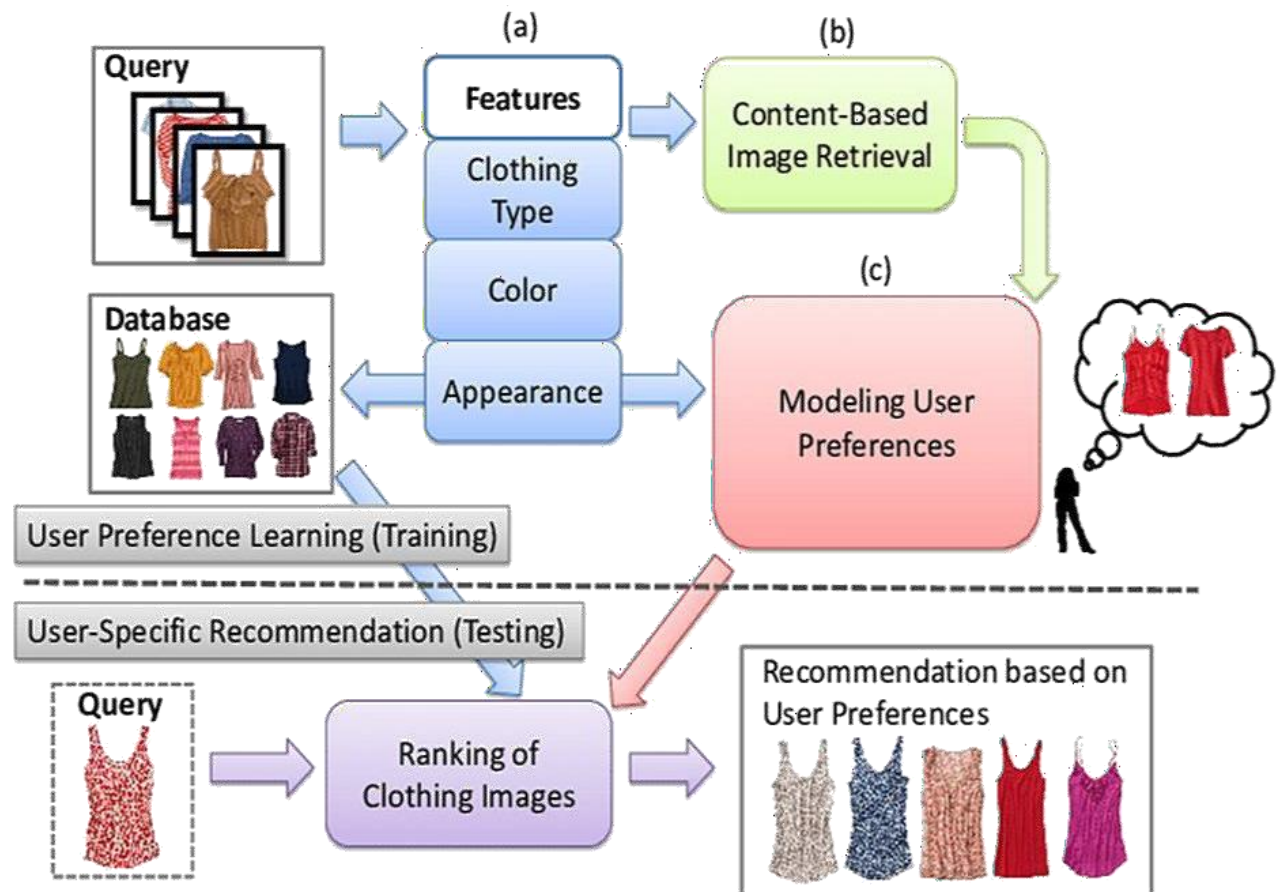 (a)
(b)
Query
Features
Content-Based
Image Retrieval
Clothing
Type
Color
(c)
Database
Appearance
Modeling User
Preferences
User Preference Learning (Training)
User-Specific Recommendation (Testing)
Query
Ranking of
Clothing Images
Recommendation based on
User Preferences